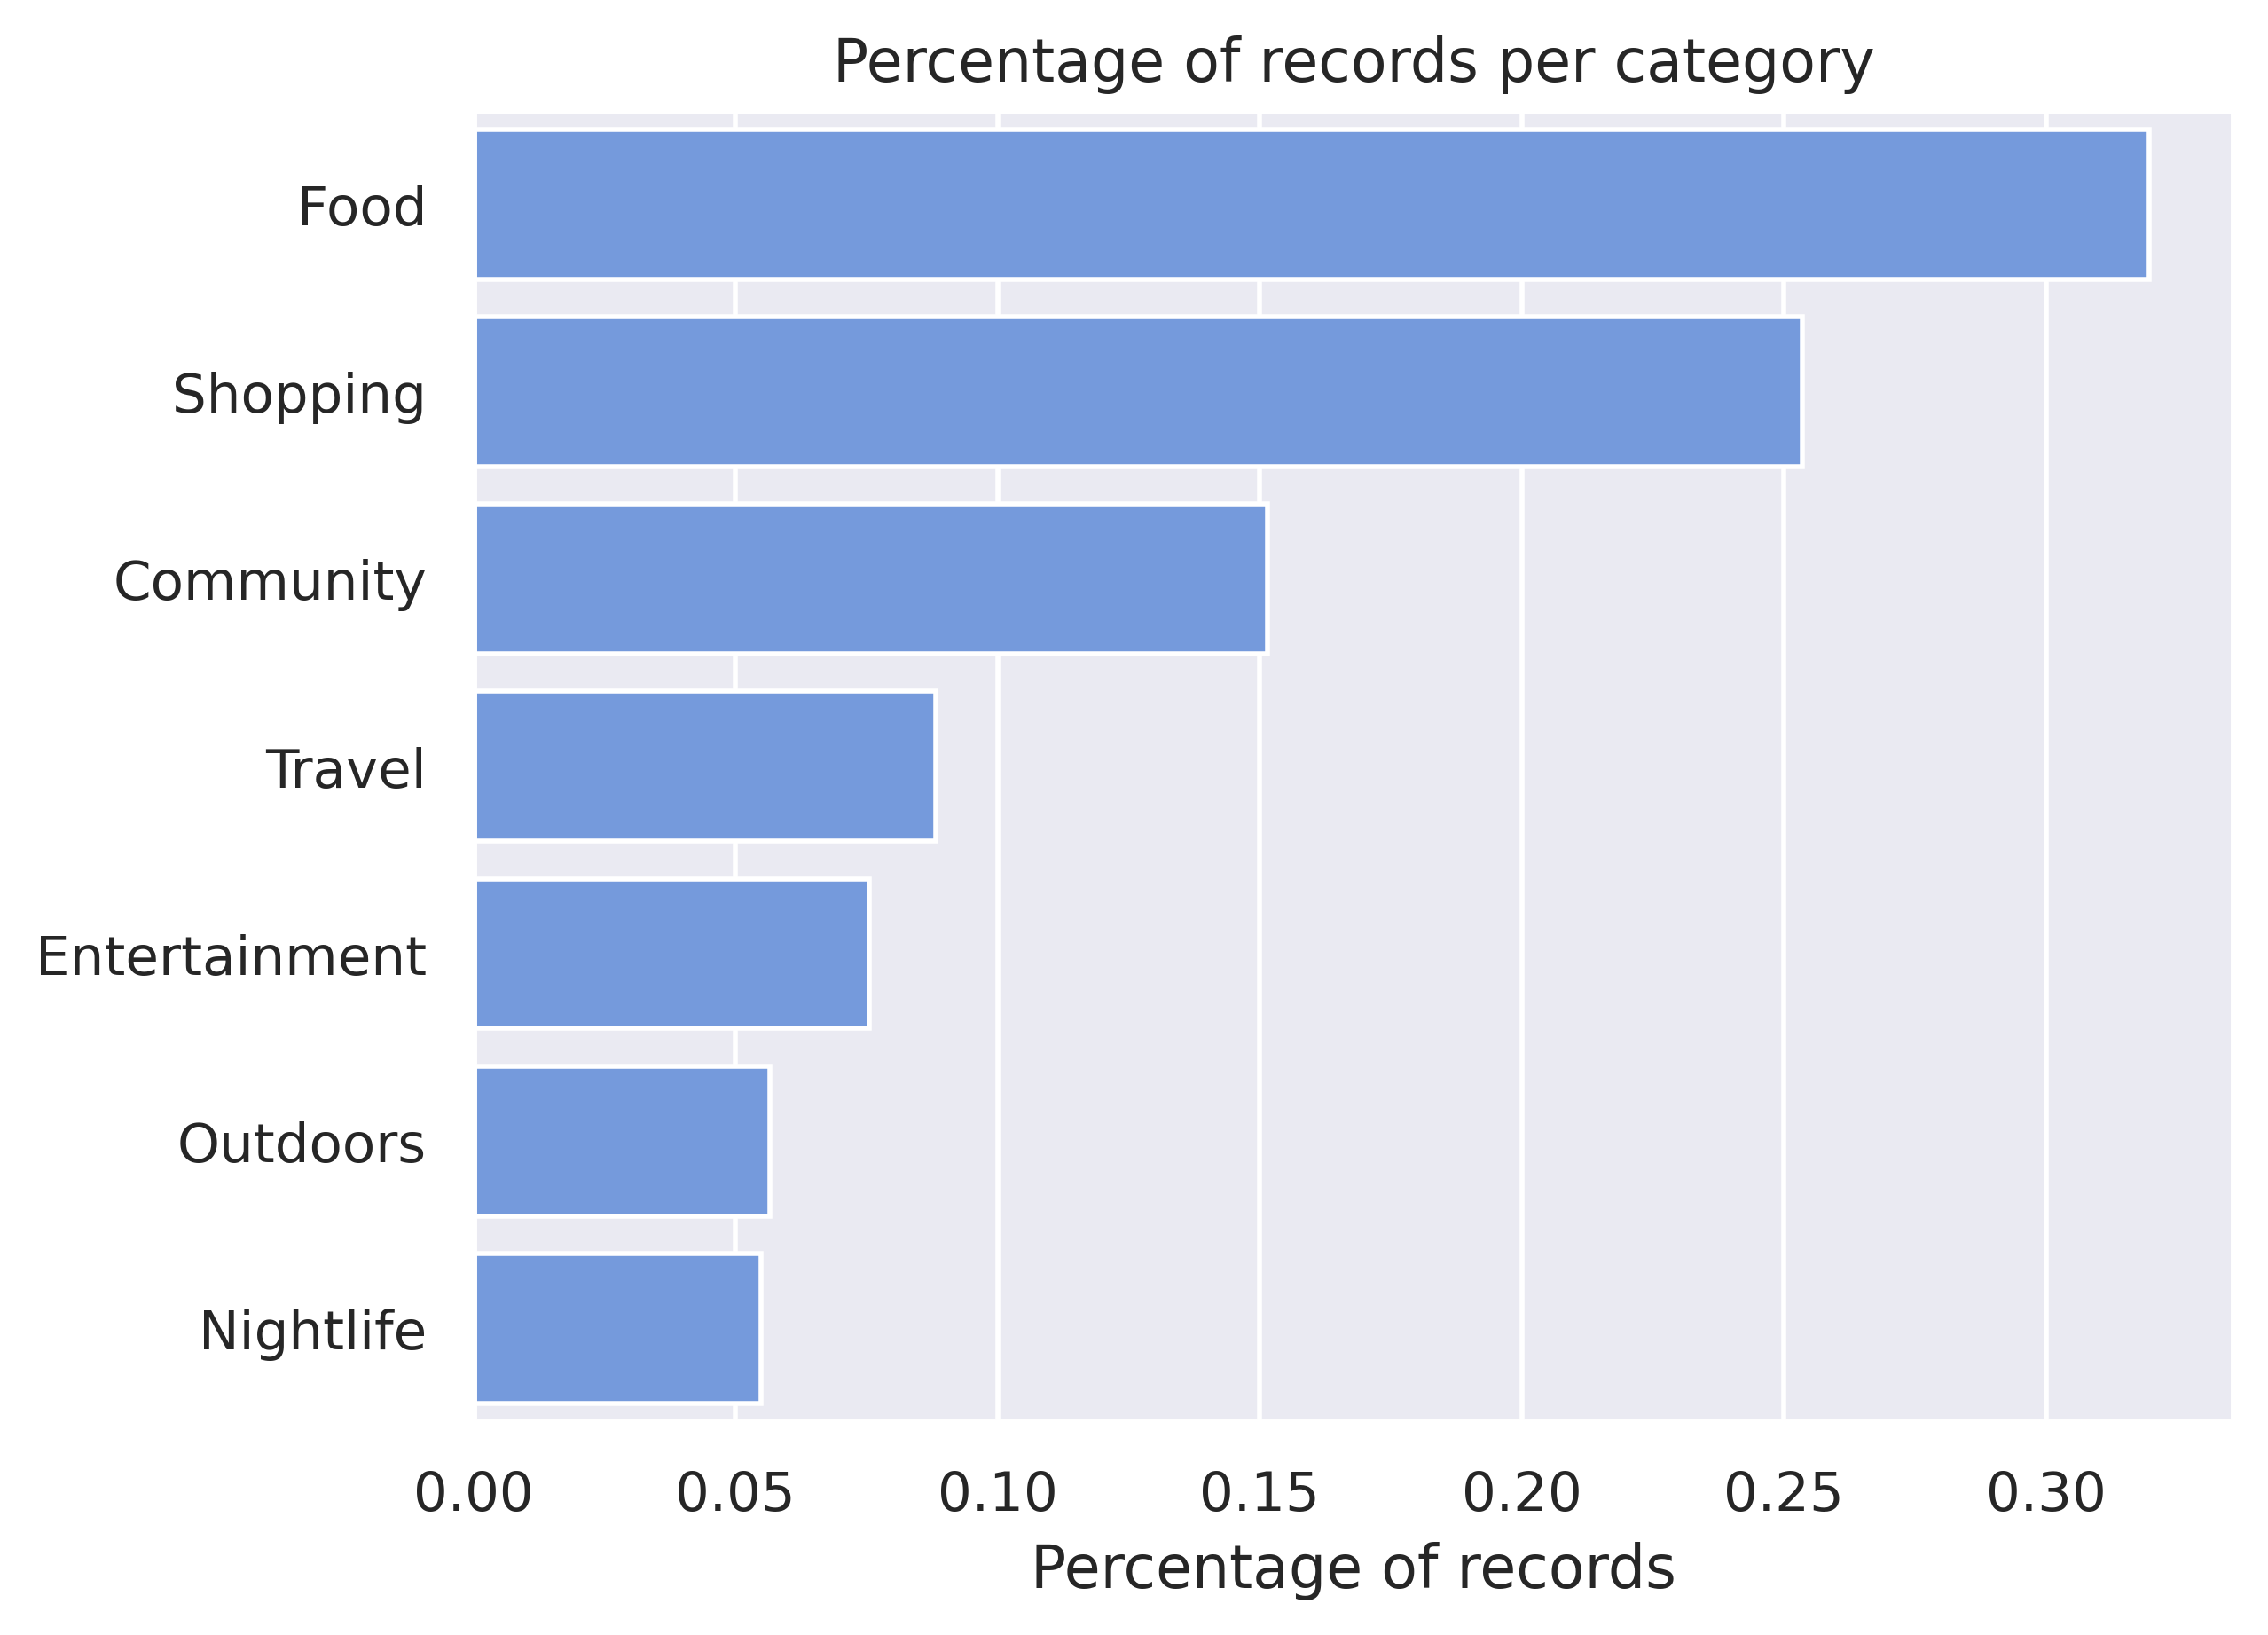 Percentage of records per category
Food
Shopping
Community
Travel
Entertainment
Outdoors
Nightlife
0.00 0.05 0.10 0.15 0.20 0.25 0.30
Percentage of records